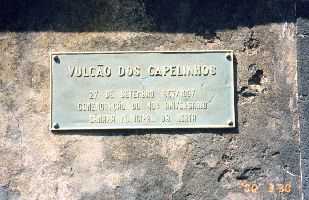 VULCÃO DOS CAPELINHOS
27 DE SETEMBRO 1957/1997
COMEMORAÇÃO DO 40º ANIVERSÁRIO
CÂMARA MUNICIPAL DA HORTA